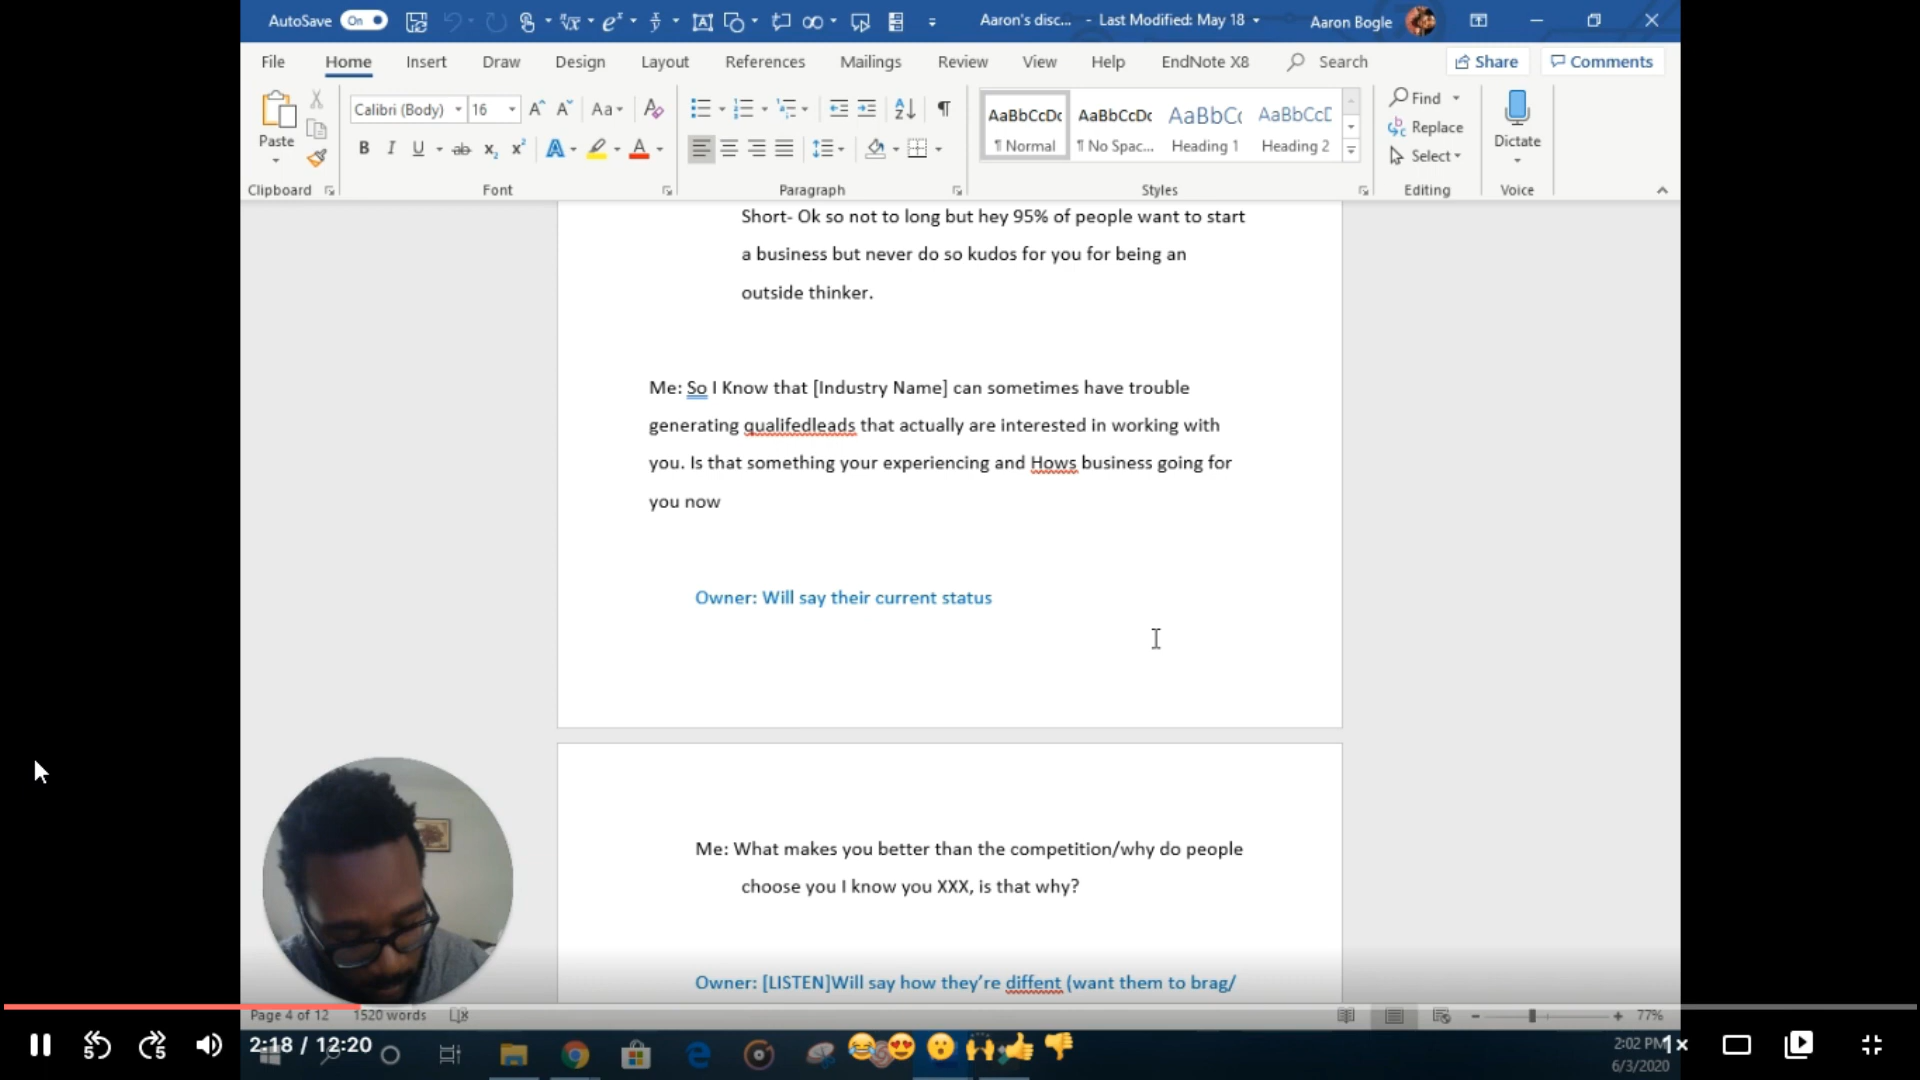 AutoSave On Aaron's disc... - Last Modified: May 18 Aaron Bogle
File Home Insert Draw Design Layout References Mailings Review View Help EndNote X8 Search Share Comments
Paste
Calibri (Body) 16 Aa
AaBbCcDc AaBbCcDc AaBbCc AaBbCcD
¶ Normal ¶ No Spac... Heading 1 Heading 2
Find
Replace
Select
Dictate
Clipboard Font Paragraph Styles Editing Voice
Short- Ok so not to long but hey 95% of people want to start
a business but never do so kudos for you for being an
outside thinker.
Me: So I Know that [Industry Name] can sometimes have trouble
generating qualifedleads that actually are interested in working with
you. Is that something your experiencing and Hows business going for
you now
Owner: Will say their current status
Me: What makes you better than the competition/why do people
choose you I know you XXX, is that why?
Owner: [LISTEN]Will say how they’re diffent (want them to brag/
Page 4 of 12 1520 words 77%
2:18 / 12:20
2:02 PM
1×
6/3/2020